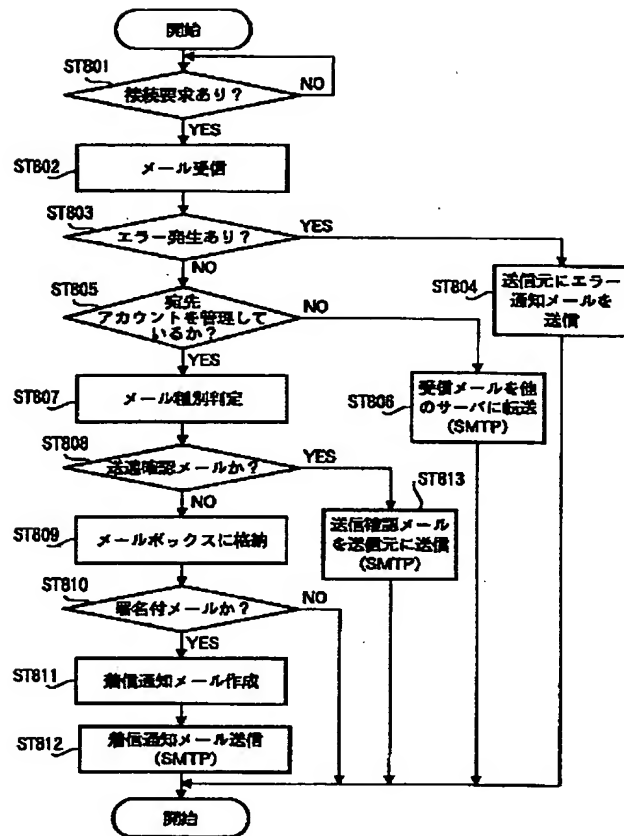 開始
ST801
接続要求あり？
NO
YES
ST802
メール受信
ST803
エラー発生あり？
YES
NO
ST804
送信元にエラー
通知メールを
送信
ST805
宛先
アカウントを管理して
いるか？
NO
YES
ST806
受信メールを他
のサーバに転送
(SMTP)
ST807
メール種別判定
ST808
送達確認メールか？
YES
NO
ST813
送信確認メール
を送信元に送信
(SMTP)
ST809
メールボックスに格納
ST810
署名付メールか？
NO
YES
ST811
着信通知メール作成
ST812
着信通知メール送信
(SMTP)
開始